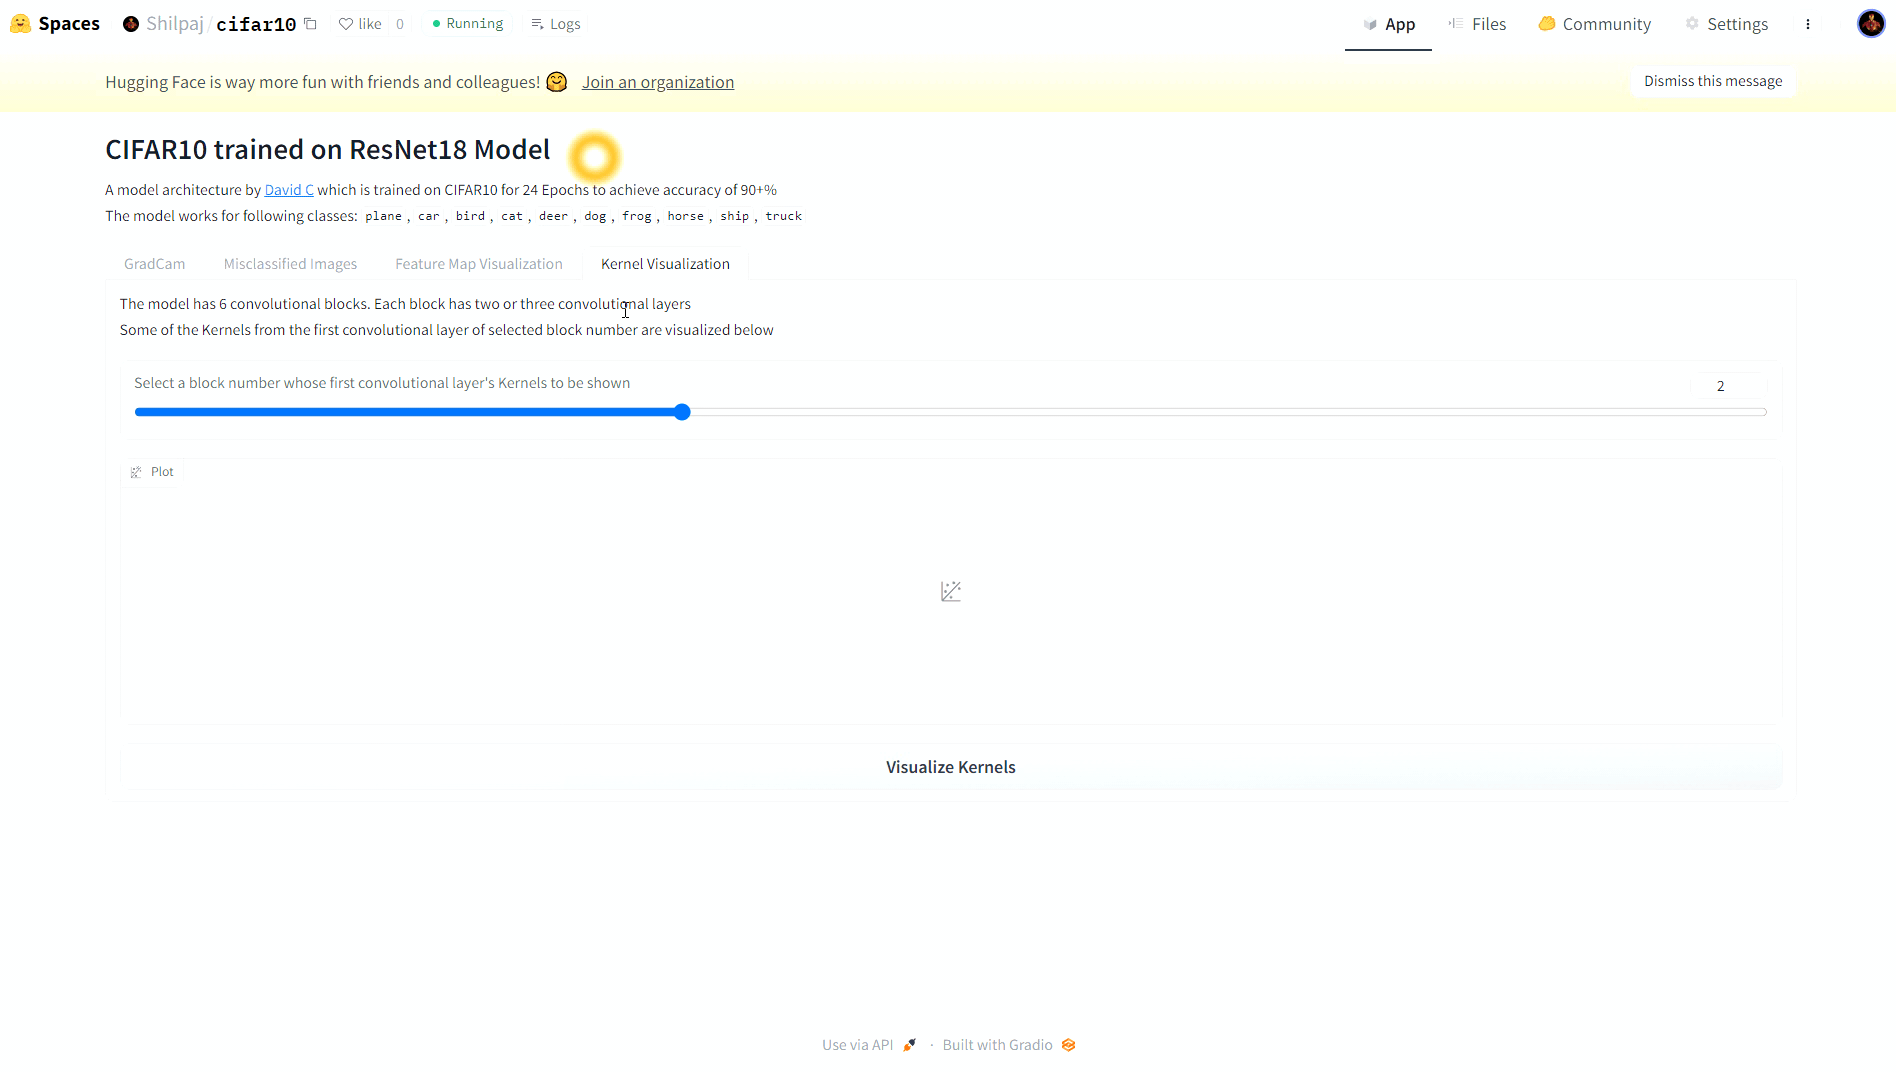 Spaces Shilpaj / cifar10 like 0 Running Logs App Files Community Settings
Hugging Face is way more fun with friends and colleagues! 🤗 Join an organization Dismiss this message
CIFAR10 trained on ResNet18 Model
A model architecture by David C which is trained on CIFAR10 for 24 Epochs to achieve accuracy of 90+%
The model works for following classes: plane , car , bird , cat , deer , dog , frog , horse , ship , truck
GradCam Misclassified Images Feature Map Visualization Kernel Visualization
The model has 6 convolutional blocks. Each block has two or three convolutional layers
Some of the Kernels from the first convolutional layer of selected block number are visualized below
Select a block number whose first convolutional layer's Kernels to be shown 2
Plot
Visualize Kernels
Use via API 🚀 · Built with Gradio